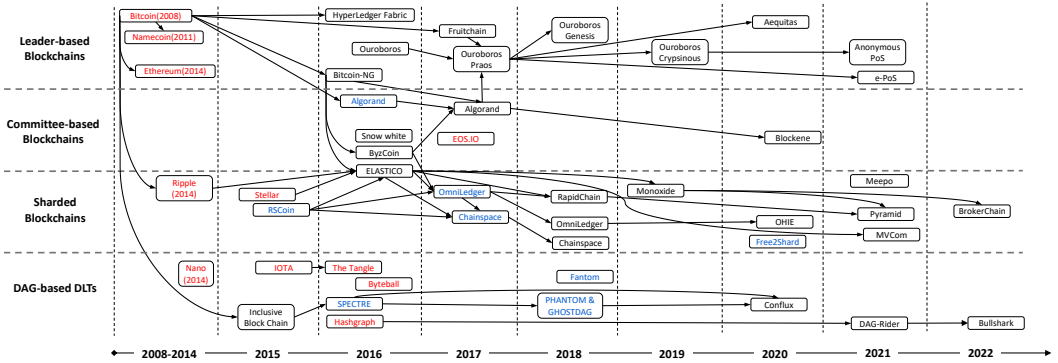 Leader-based
Blockchains
Bitcoin(2008)
Namecoin(2011)
Ethereum(2014)
HyperLedger Fabric
Ouroboros
Bitcoin-NG
Fruitchain
Ouroboros
Praos
Ouroboros
Genesis
Ouroboros
Crypsinous
Aequitas
Anonymous
PoS
e-PoS
Committee-based
Blockchains
Algorand
Snow white
ByzCoin
Algorand
EOS.IO
Blockene
Sharded
Blockchains
Ripple
(2014)
Stellar
RSCoin
ELASTICO
OmniLedger
Chainspace
RapidChain
OmniLedger
Chainspace
Monoxide
OHIE
Free2Shard
Meepo
Pyramid
MVCom
BrokerChain
DAG-based DLTs
Nano
(2014)
IOTA
Inclusive
Block Chain
The Tangle
Byteball
SPECTRE
Hashgraph
Fantom
PHANTOM &
GHOSTDAG
Conflux
DAG-Rider
Bullshark
2008-2014
2015
2016
2017
2018
2019
2020
2021
2022